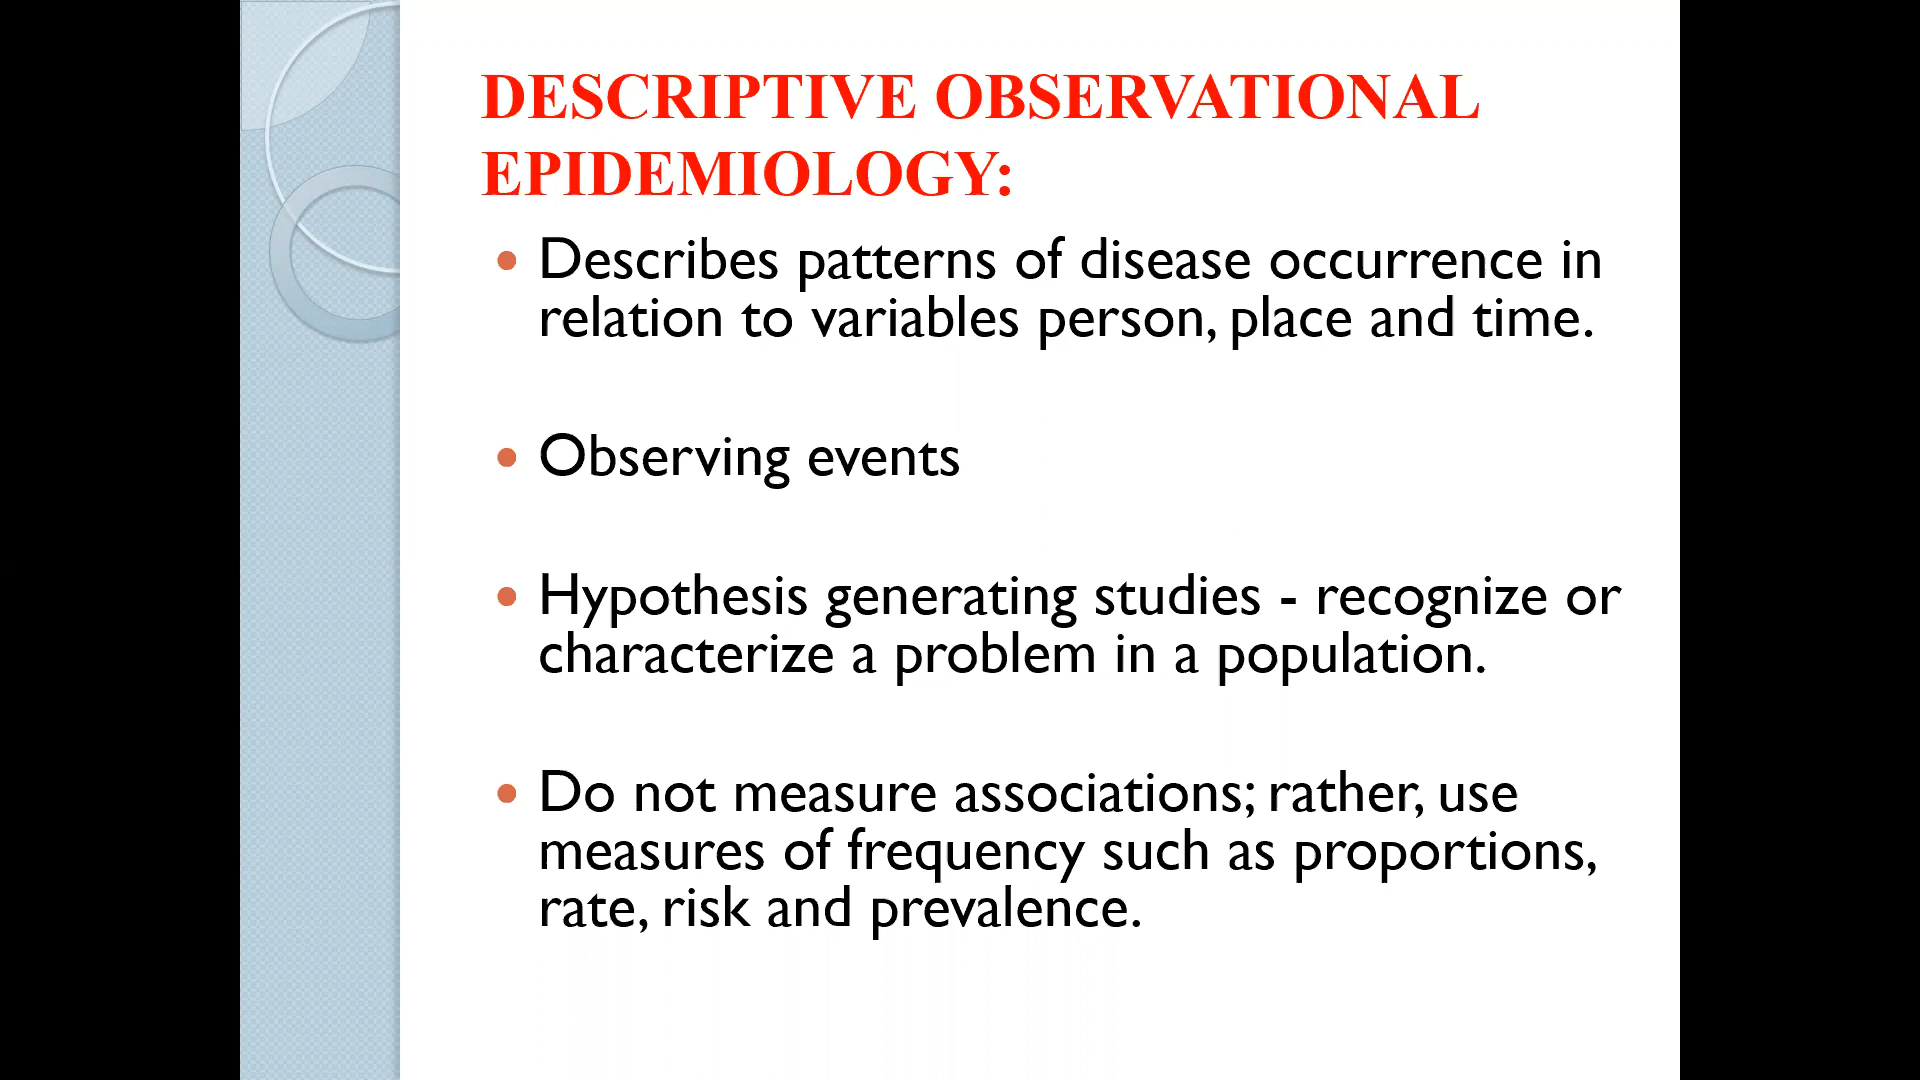 DESCRIPTIVE OBSERVATIONAL
EPIDEMIOLOGY:
• Describes patterns of disease occurrence in
relation to variables person, place and time.
• Observing events
• Hypothesis generating studies - recognize or
characterize a problem in a population.
• Do not measure associations; rather, use
measures of frequency such as proportions,
rate, risk and prevalence.